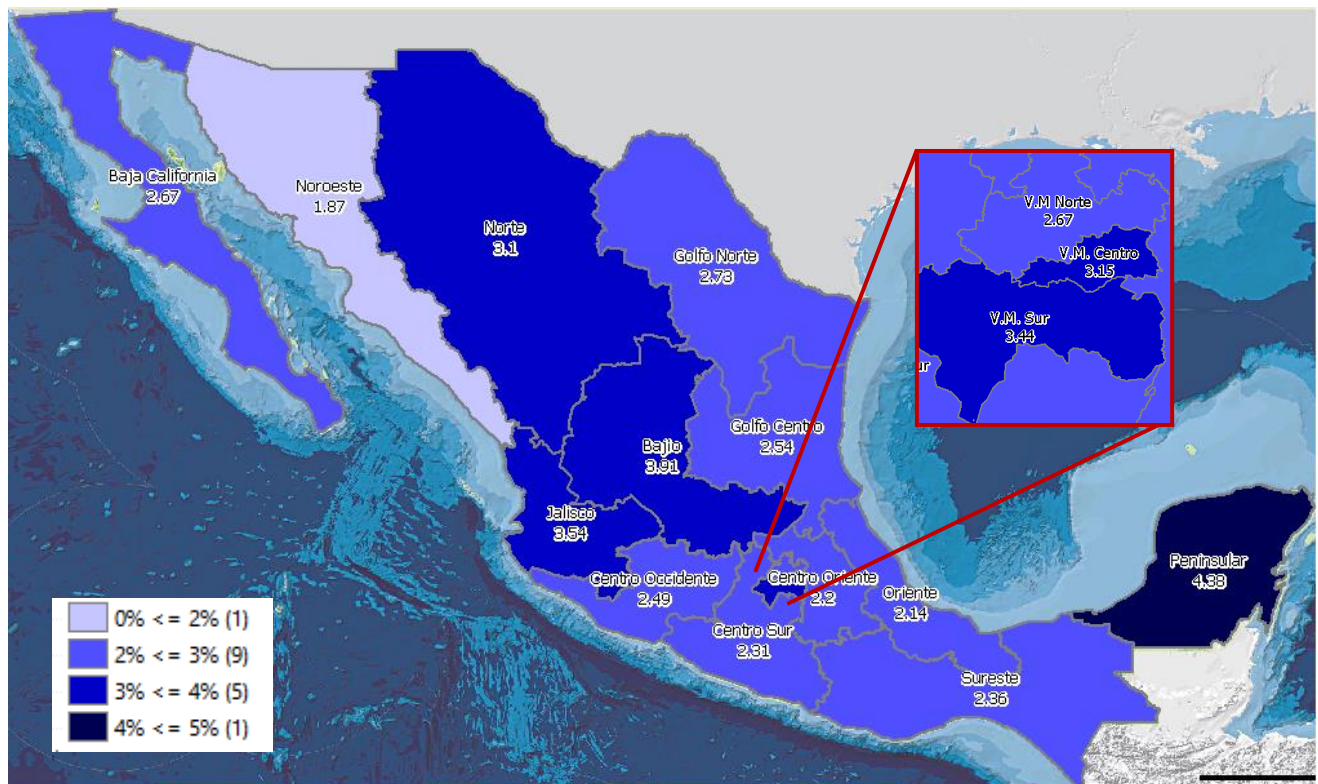 Baja California
2.67
Noroeste
1.87
Norte
3.1
Golfo Norte
2.73
V.M Norte
2.67
V.M. Centro
3.15
V.M. Sur
3.44
ur
Golfo Centro
2.54
Bajio
3.91
Jalisco
3.54
Centro Occidente
2.49
Centro Oriente
2.2
Oriente
2.14
Peninsular
4.38
Centro Sur
2.31
Sureste
2.36
0% <= 2% (1)
2% <= 3% (9)
3% <= 4% (5)
4% <= 5% (1)